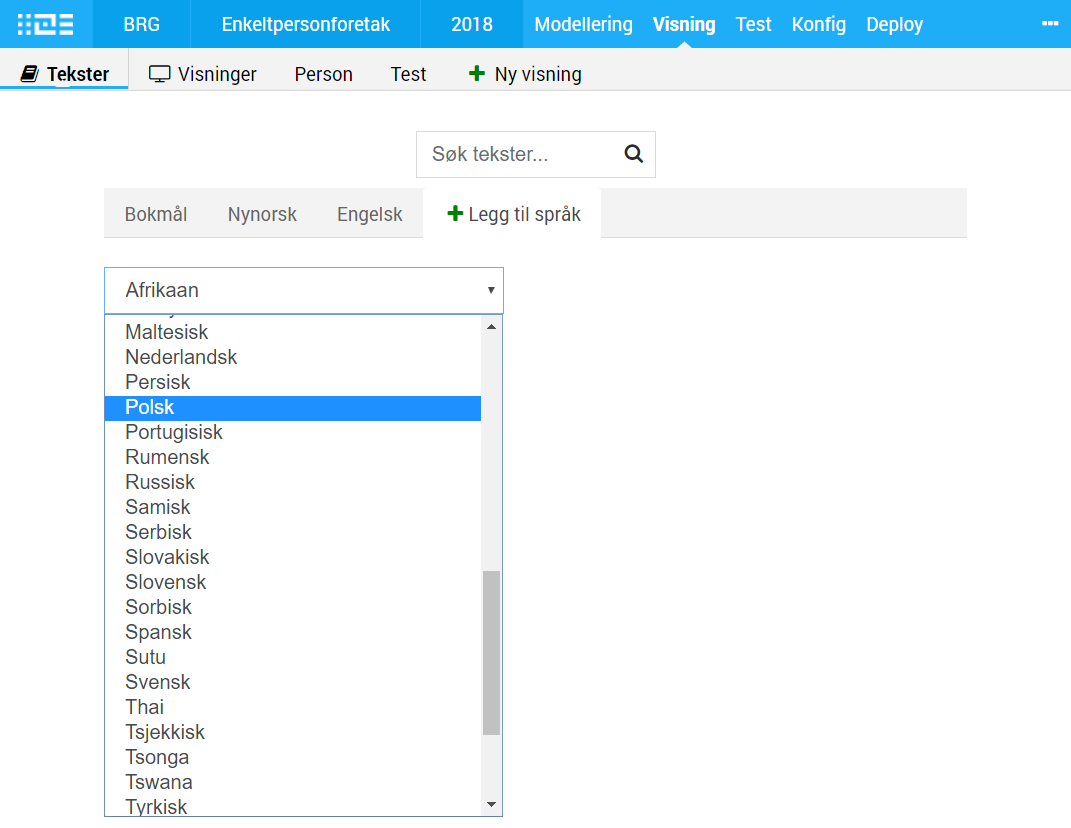 BRG Enkeltpersonforetak 2018 Modellering Visning Test Konfig Deploy
Tekster Visninger Person Test Ny visning
Søk tekster...
Bokmål Nynorsk Engelsk Legg til språk
Afrikaan
Maltesisk
Nederlandsk
Persisk
Polsk
Portugisisk
Rumensk
Russisk
Samisk
Serbisk
Slovakisk
Slovensk
Sorbisk
Spansk
Sutu
Svensk
Thai
Tsjekkisk
Tsonga
Tswana
Tyrkisk